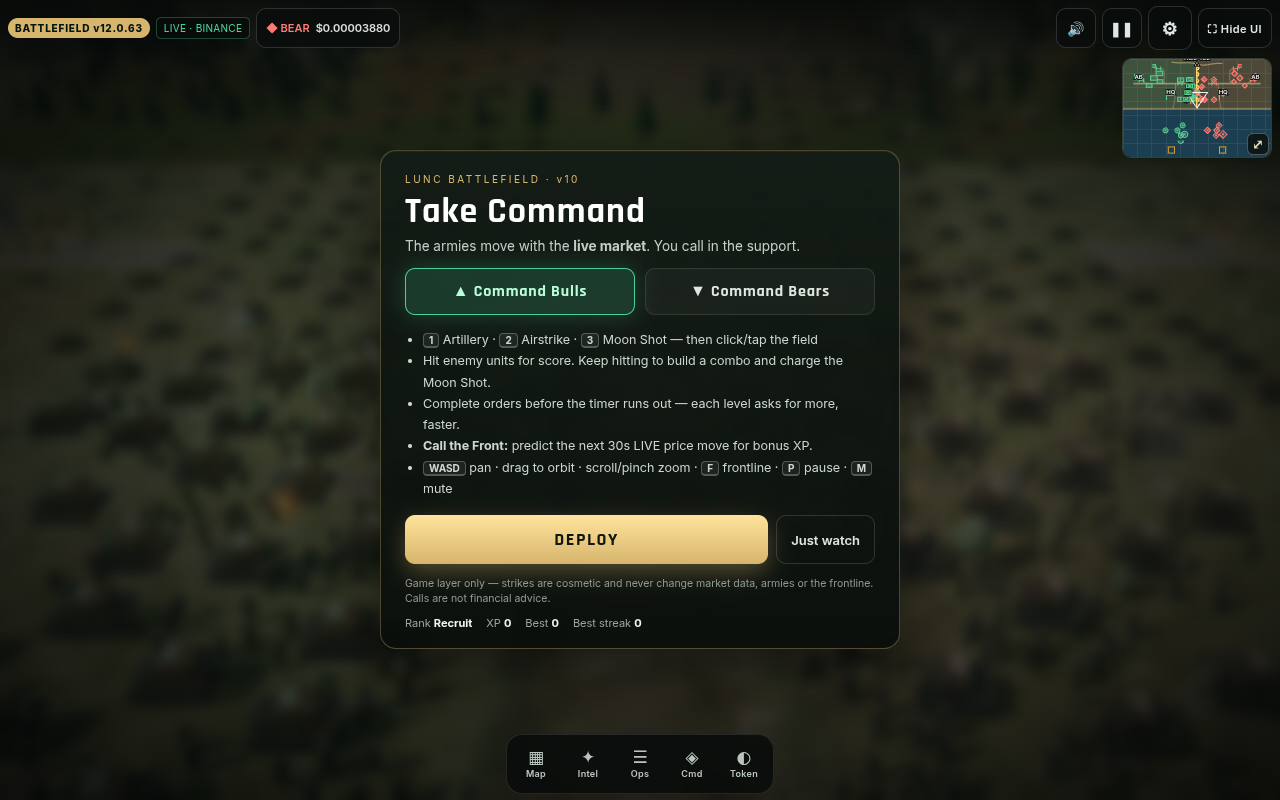 BATTLEFIELD v12.0.63
LIVE · BINANCE
◆ BEAR $0.00003880
Hide UI
AB
AB
HQ
HQ
LUNC BATTLEFIELD · v10
Take Command
The armies move with the live market. You call in the support.
▲ Command Bulls
▼ Command Bears
• 1 Artillery · 2 Airstrike · 3 Moon Shot — then click/tap the field
• Hit enemy units for score. Keep hitting to build a combo and charge the
Moon Shot.
• Complete orders before the timer runs out — each level asks for more,
faster.
• Call the Front: predict the next 30s LIVE price move for bonus XP.
• WASD pan · drag to orbit · scroll/pinch zoom · F frontline · P pause · M
mute
DEPLOY
Just watch
Game layer only — strikes are cosmetic and never change market data, armies or the frontline.
Calls are not financial advice.
Rank Recruit XP 0 Best 0 Best streak 0
Map
Intel
Ops
Cmd
Token